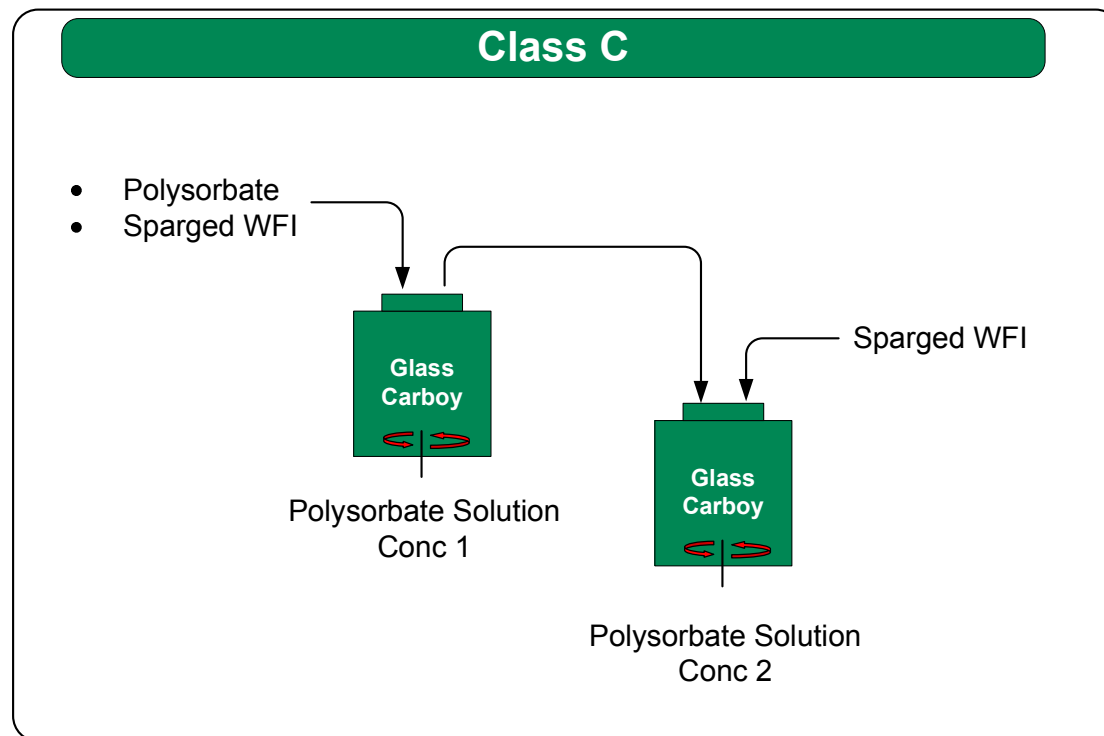 Class C
• Polysorbate
• Sparged WFI
Glass
Carboy
Polysorbate Solution
Conc 1
Sparged WFI
Glass
Carboy
Polysorbate Solution
Conc 2